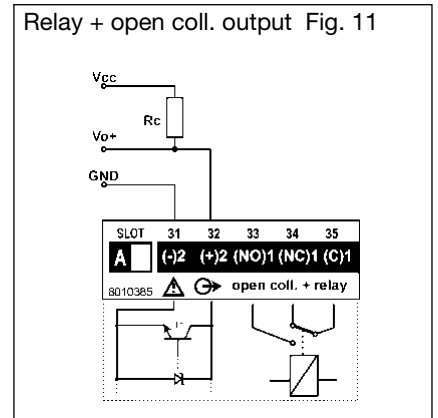 Relay + open coll. output Fig. 11
Vcc
Rc
Vo+
GND
SLOT 31 32 33 34 35
A (-)2 (+)2 (NO)1 (NC)1 (C)1
8010385 open coll. + relay